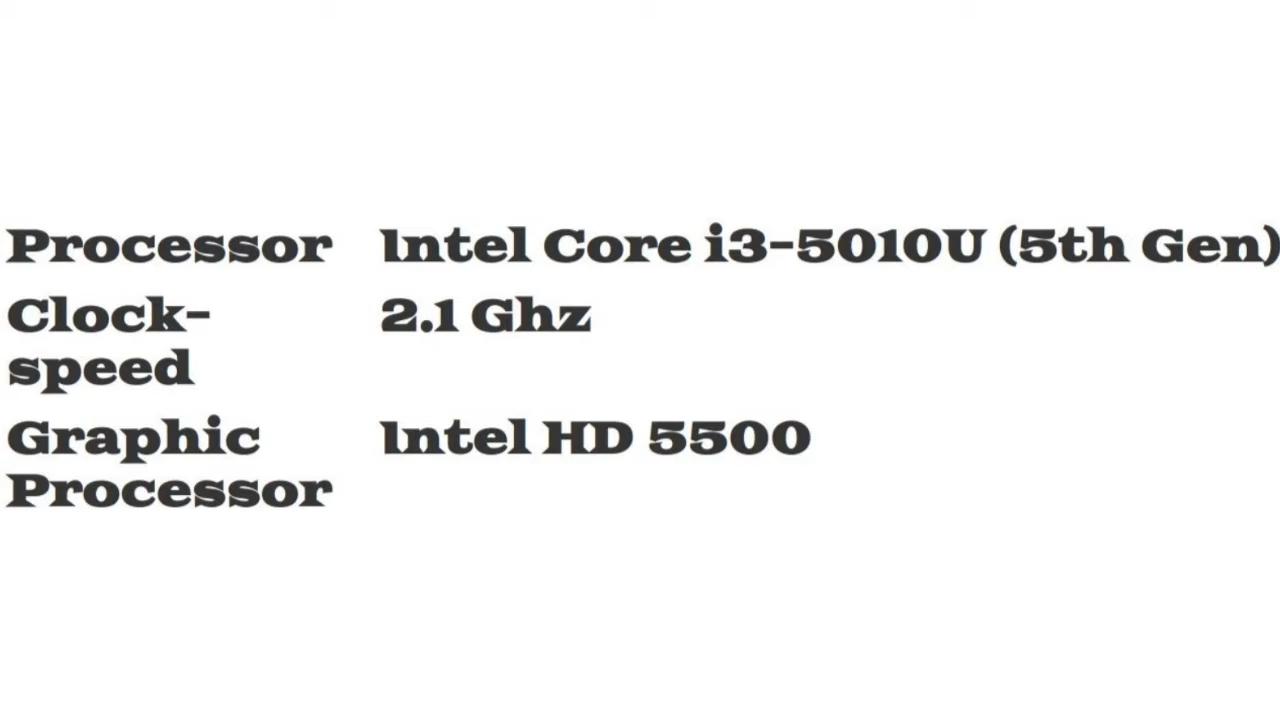 Processor Intel Core i3-5010U (5th Gen)
Clock- 2.1 Ghz
speed
Graphic Intel HD 5500
Processor